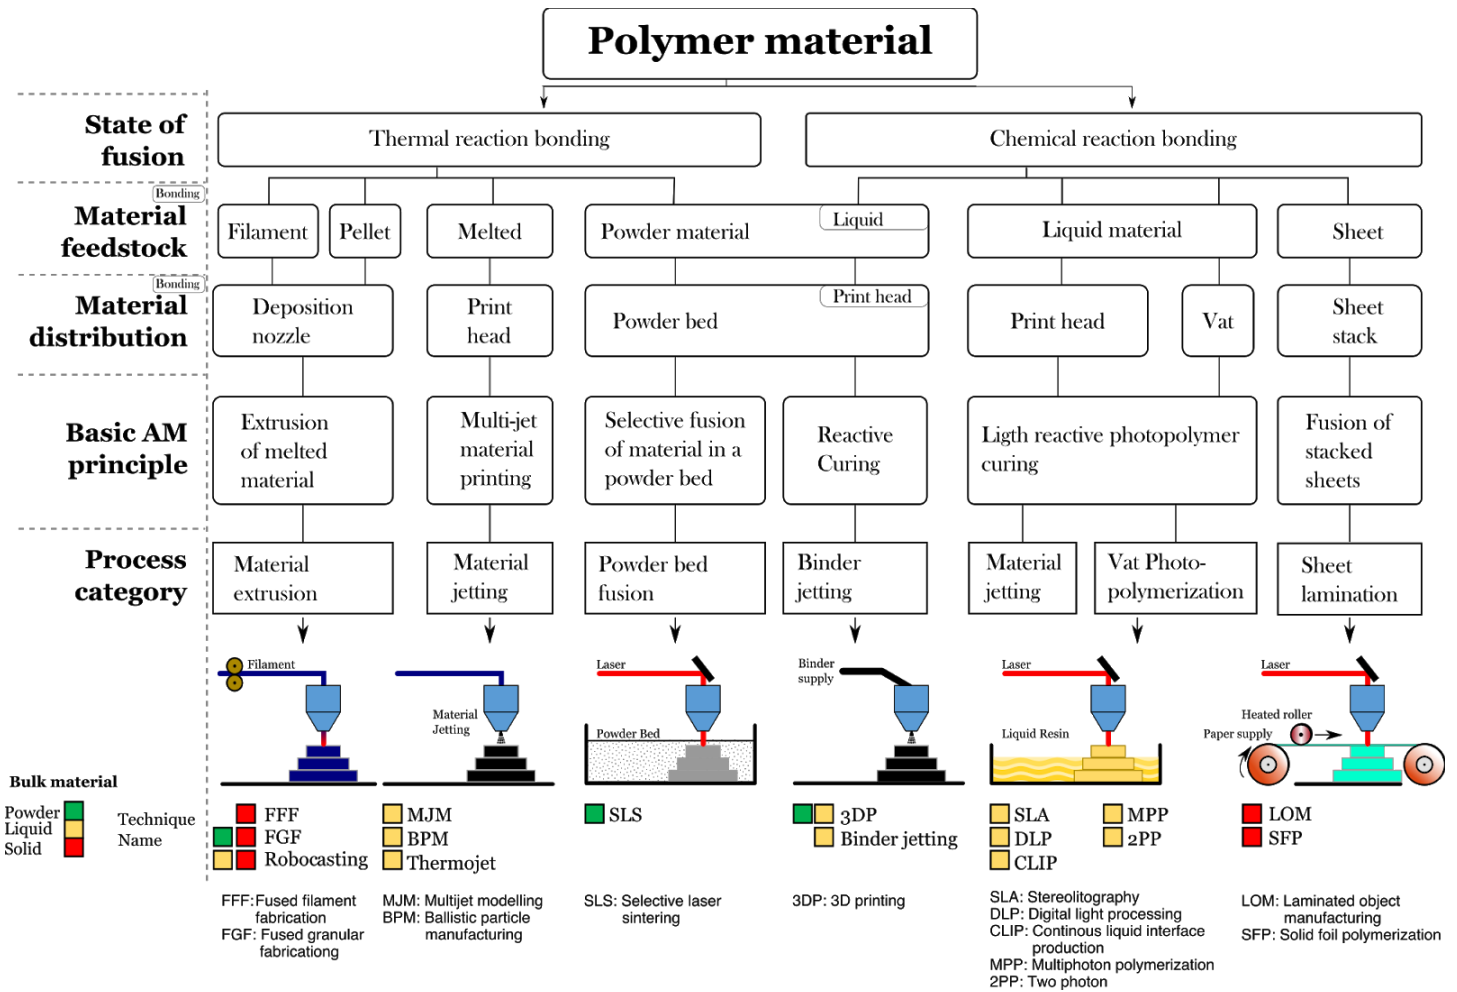 Polymer material
State of
fusion
Thermal reaction bonding
Chemical reaction bonding
Bonding
Material
feedstock
Filament
Pellet
Melted
Powder material
Liquid
Liquid material
Sheet
Bonding
Material
distribution
Deposition
nozzle
Print
head
Powder bed
Print head
Print head
Vat
Sheet
stack
Basic AM
principle
Extrusion
of melted
material
Multi-jet
material
printing
Selective fusion
of material in a
powder bed
Reactive
Curing
Ligth reactive photopolymer
curing
Fusion of
stacked
sheets
Process
category
Material
extrusion
Material
jetting
Powder bed
fusion
Binder
jetting
Material
jetting
Vat Photo-
polymerization
Sheet
lamination
Filament
Material
Jetting
Laser
Powder Bed
Binder
supply
Laser
Liquid Resin
Laser
Heated roller
Paper supply
Bulk material
Powder
Liquid
Solid
Technique
Name
FFF
FGF
Robocasting
MJM
BPM
Thermojet
SLS
3DP
Binder jetting
SLA
DLP
CLIP
MPP
2PP
LOM
SFP
FFF:Fused filament
fabrication
FGF: Fused granular
fabricationg
MJM: Multijet modelling
BPM: Ballistic particle
manufacturing
SLS: Selective laser
sintering
3DP: 3D printing
SLA: Stereolitography
DLP: Digital light processing
CLIP: Continous liquid interface
production
MPP: Multiphoton polymerization
2PP: Two photon
LOM: Laminated object
manufacturing
SFP: Solid foil polymerization